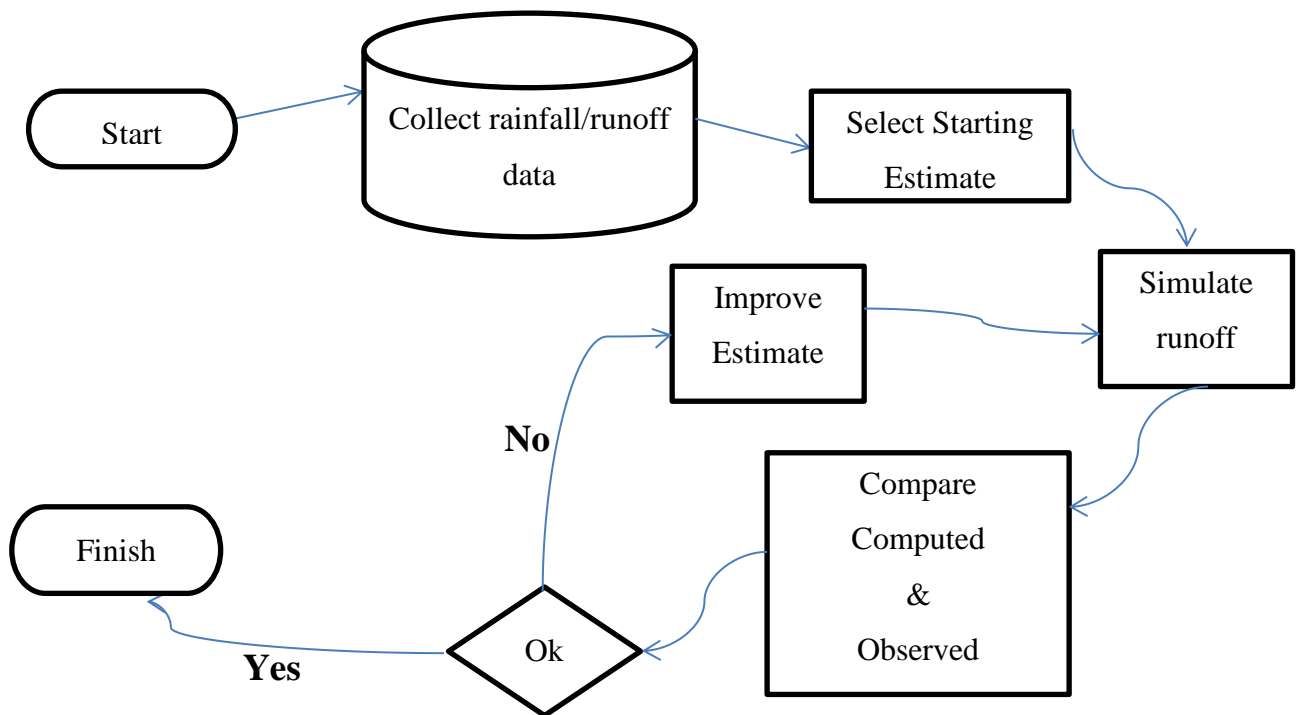 Start
Collect rainfall/runoff
data
Select Starting
Estimate
Simulate
runoff
Improve
Estimate
No
Compare
Computed
&
Observed
Ok
Yes
Finish